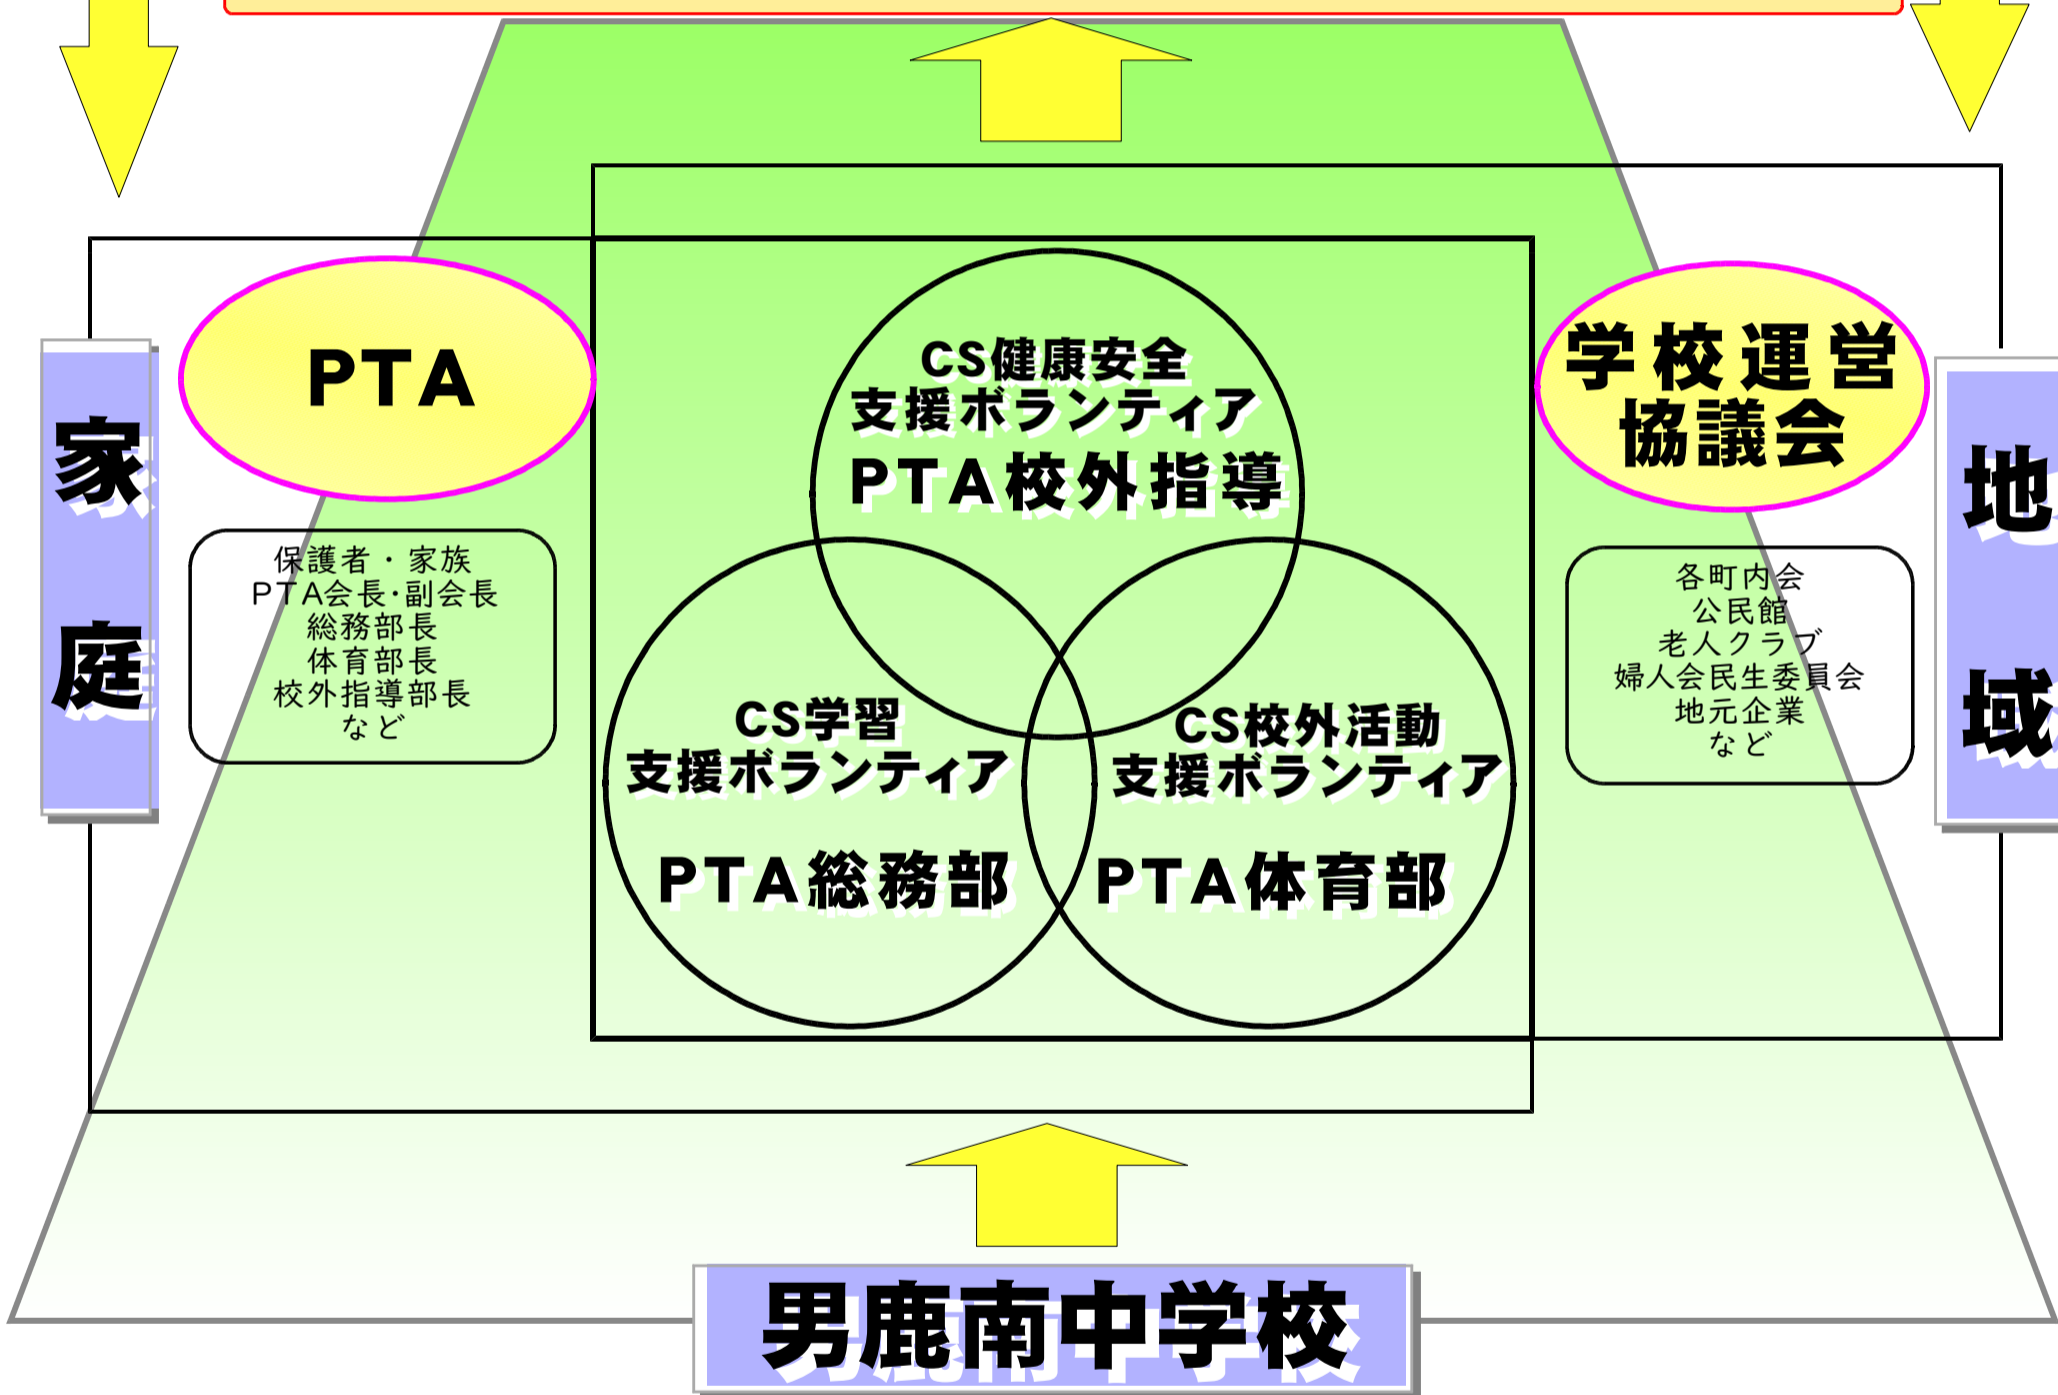 PTA
学校運営
協議会
家庭
地域
保護者・家族
PTA会長・副会長
総務部長
体育部長
校外指導部長
など
CS健康安全
支援ボランティア
PTA校外指導
CS学習
支援ボランティア
PTA総務部
CS校外活動
支援ボランティア
PTA体育部
各町内会
公民館
老人クラブ
婦人会民生委員会
地元企業
など
男鹿南中学校